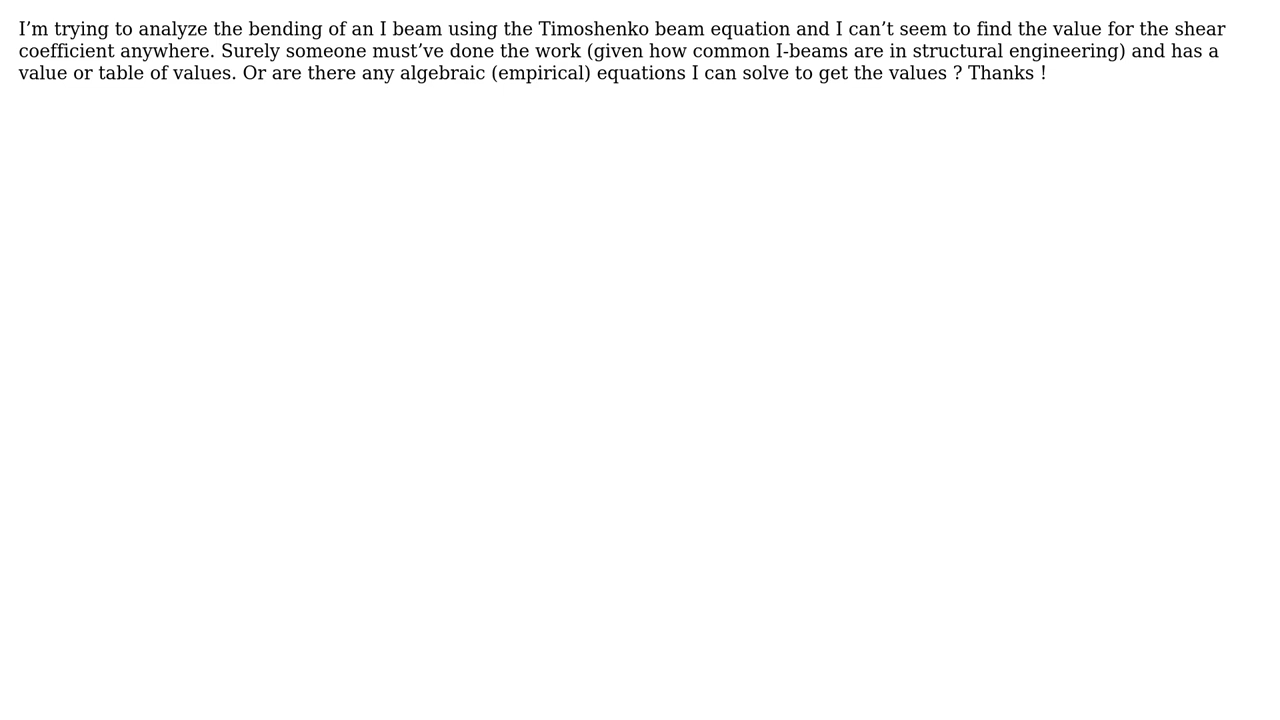 I’m trying to analyze the bending of an I beam using the Timoshenko beam equation and I can’t seem to find the value for the shear
coefficient anywhere. Surely someone must’ve done the work (given how common I-beams are in structural engineering) and has a
value or table of values. Or are there any algebraic (empirical) equations I can solve to get the values ? Thanks !